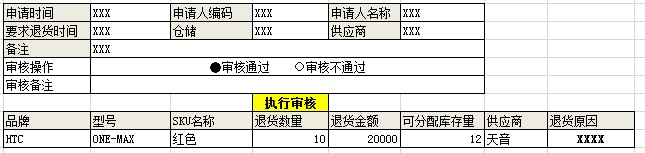 申请时间 XXX 申请人编码 XXX 申请人名称 XXX
要求退货时间 XXX 仓储 XXX 供应商 XXX
备注 XXX
审核操作 ●审核通过 ○审核不通过
审核备注
执行审核
品牌 型号 SKU名称 退货数量 退货金额 可分配库存量 供应商 退货原因
HTC ONE-MAX 红色 10 20000 12 天音 XXXX